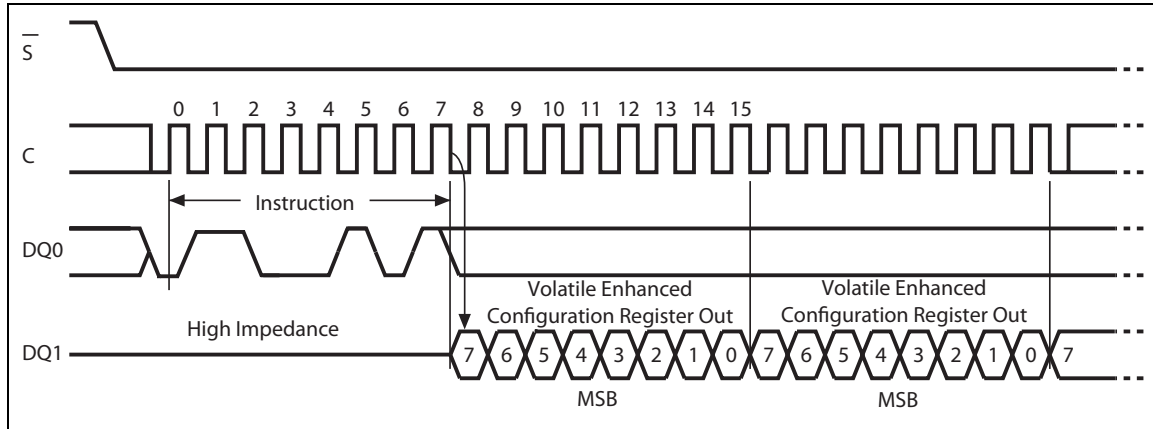 S
0 1 2 3 4 5 6 7 8 9 10 11 12 13 14 15
C
Instruction
DQ0
Volatile Enhanced Configuration Register Out
Volatile Enhanced Configuration Register Out
High Impedance
DQ1
7 6 5 4 3 2 1 0 7 6 5 4 3 2 1 0 7
MSB MSB